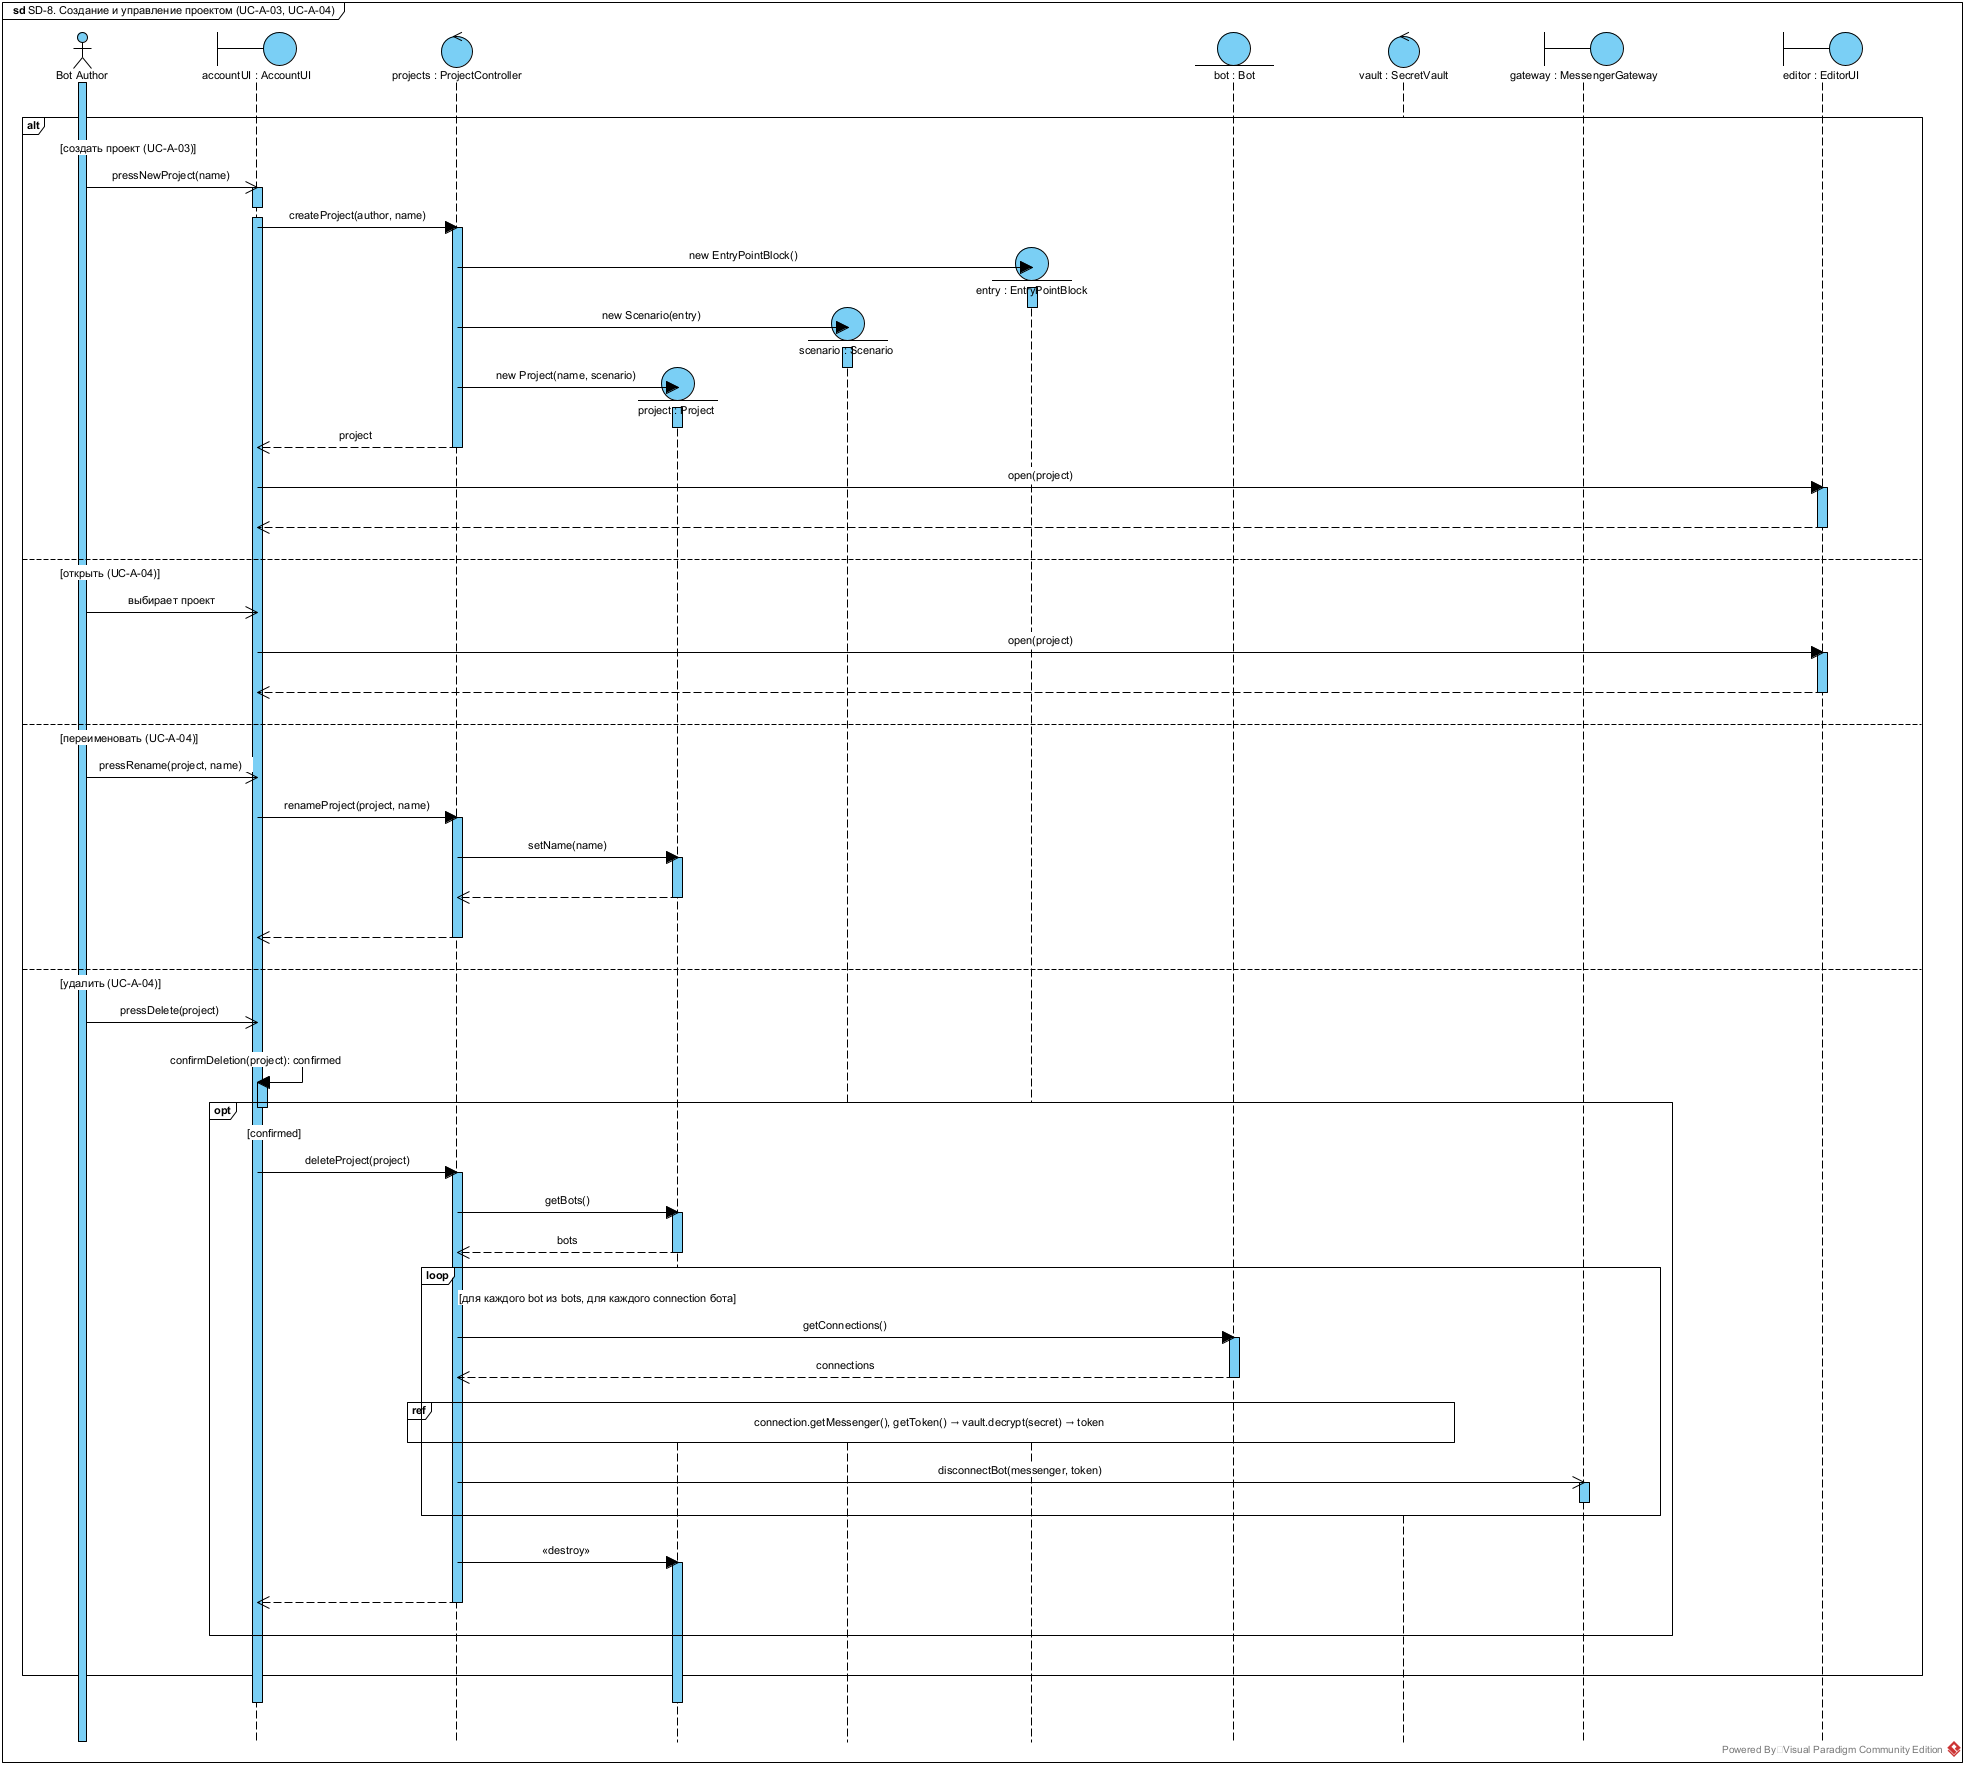 sd SD-8. Создание и управление проектом (UC-A-03, UC-A-04)
Bot Author
accountUI : AccountUI
projects : ProjectController
bot : Bot
vault : SecretVault
gateway : MessengerGateway
editor : EditorUI
alt
[создать проект (UC-A-03)]
pressNewProject(name)
createProject(author, name)
new EntryPointBlock()
entry : EntryPointBlock
new Scenario(entry)
scenario : Scenario
new Project(name, scenario)
project : Project
project
open(project)
[открыть (UC-A-04)]
выбирает проект
open(project)
[переименовать (UC-A-04)]
pressRename(project, name)
renameProject(project, name)
setName(name)
[удалить (UC-A-04)]
pressDelete(project)
confirmDeletion(project): confirmed
opt
[confirmed]
deleteProject(project)
getBots()
bots
loop
[для каждого bot из bots, для каждого connection бота]
getConnections()
connections
ref
connection.getMessenger(), getToken() → vault.decrypt(secret) → token
disconnectBot(messenger, token)
«destroy»
Powered By Visual Paradigm Community Edition